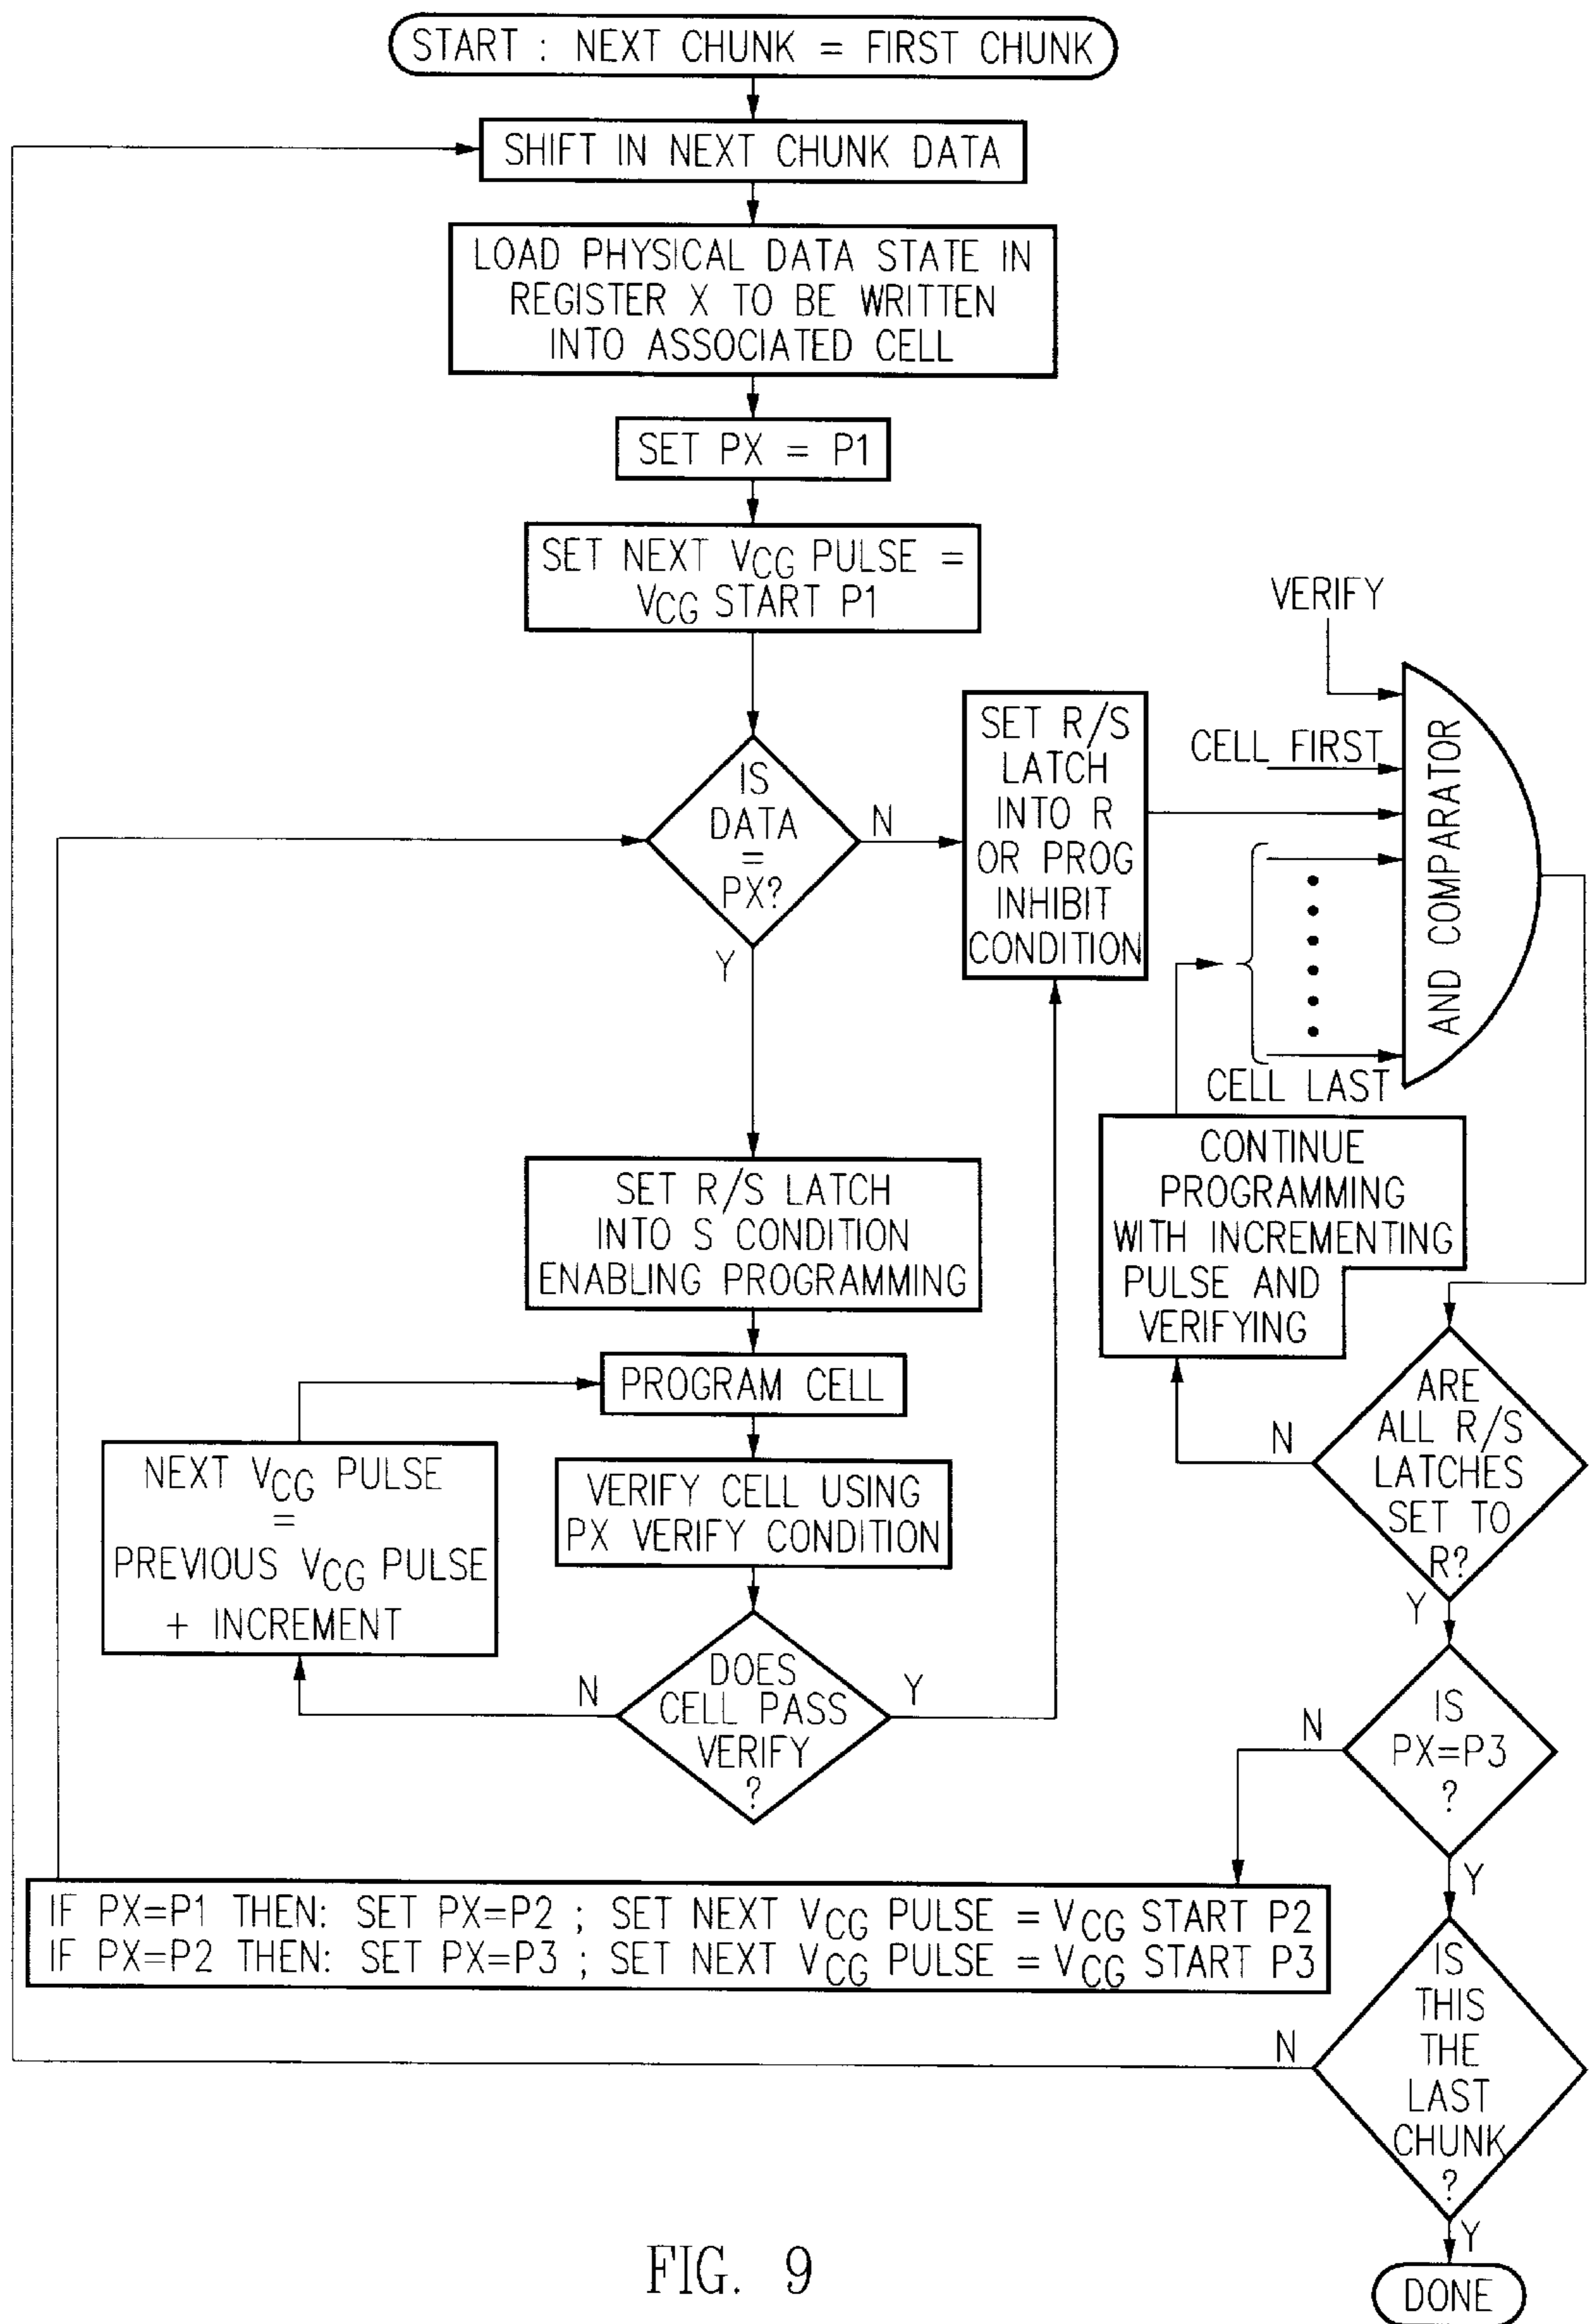 START : NEXT CHUNK = FIRST CHUNK
SHIFT IN NEXT CHUNK DATA
LOAD PHYSICAL DATA STATE IN
REGISTER X TO BE WRITTEN
INTO ASSOCIATED CELL
SET PX = P1
SET NEXT VCG PULSE =
VCG START P1
IS
DATA
=
PX?
N
Y
SET R/S
LATCH
INTO R
OR PROG
INHIBIT
CONDITION
VERIFY
CELL FIRST
CELL LAST
AND COMPARATOR
SET R/S LATCH
INTO S CONDITION
ENABLING PROGRAMMING
PROGRAM CELL
VERIFY CELL USING
PX VERIFY CONDITION
DOES
CELL PASS
VERIFY
?
N
Y
NEXT VCG PULSE
=
PREVIOUS VCG PULSE
+ INCREMENT
CONTINUE
PROGRAMMING
WITH INCREMENTING
PULSE AND
VERIFYING
ARE
ALL R/S
LATCHES
SET TO
R?
N
Y
IS
PX=P3
?
N
Y
IF PX=P1 THEN: SET PX=P2 ; SET NEXT VCG PULSE = VCG START P2
IF PX=P2 THEN: SET PX=P3 ; SET NEXT VCG PULSE = VCG START P3
IS
THIS
THE
LAST
CHUNK
?
N
Y
DONE
FIG. 9